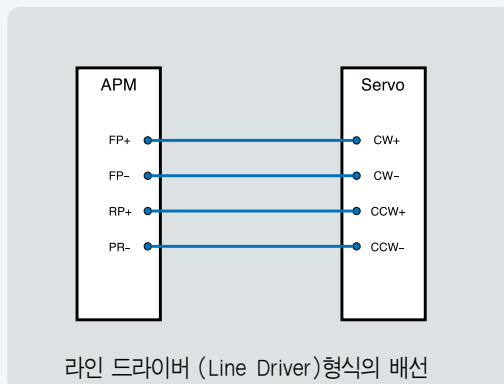 APM Servo
FP+ CW+
FP- CW-
RP+ CCW+
PR- CCW-
라인 드라이버 (Line Driver)형식의 배선